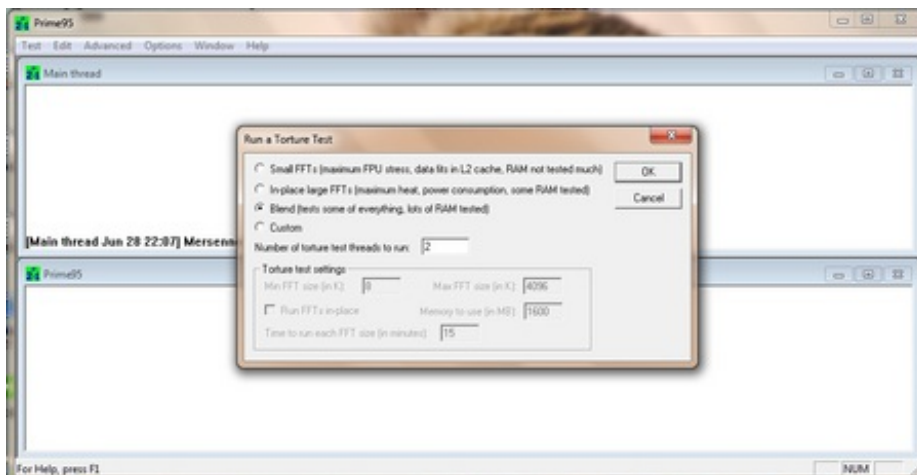 Prime95
Test Edit Advanced Options Window Help
Main thread
Run a Torture Test
Small FFTs (maximum FPU stress, data fits in L2 cache, RAM not tested much)
In-place large FFTs (maximum heat, power consumption, some RAM tested)
Blend (tests some of everything, lots of RAM tested)
Custom
OK
Cancel
Number of torture test threads to run: 2
[Main thread Jun 28 22:07] Mersenn
Torture test settings
Min FFT size (in K): 8
Max FFT size (in K): 4096
Run FFTs in-place
Memory to use (in MB): 1600
Time to run each FFT size (in minutes): 15
Prime95
For Help, press F1
NUM